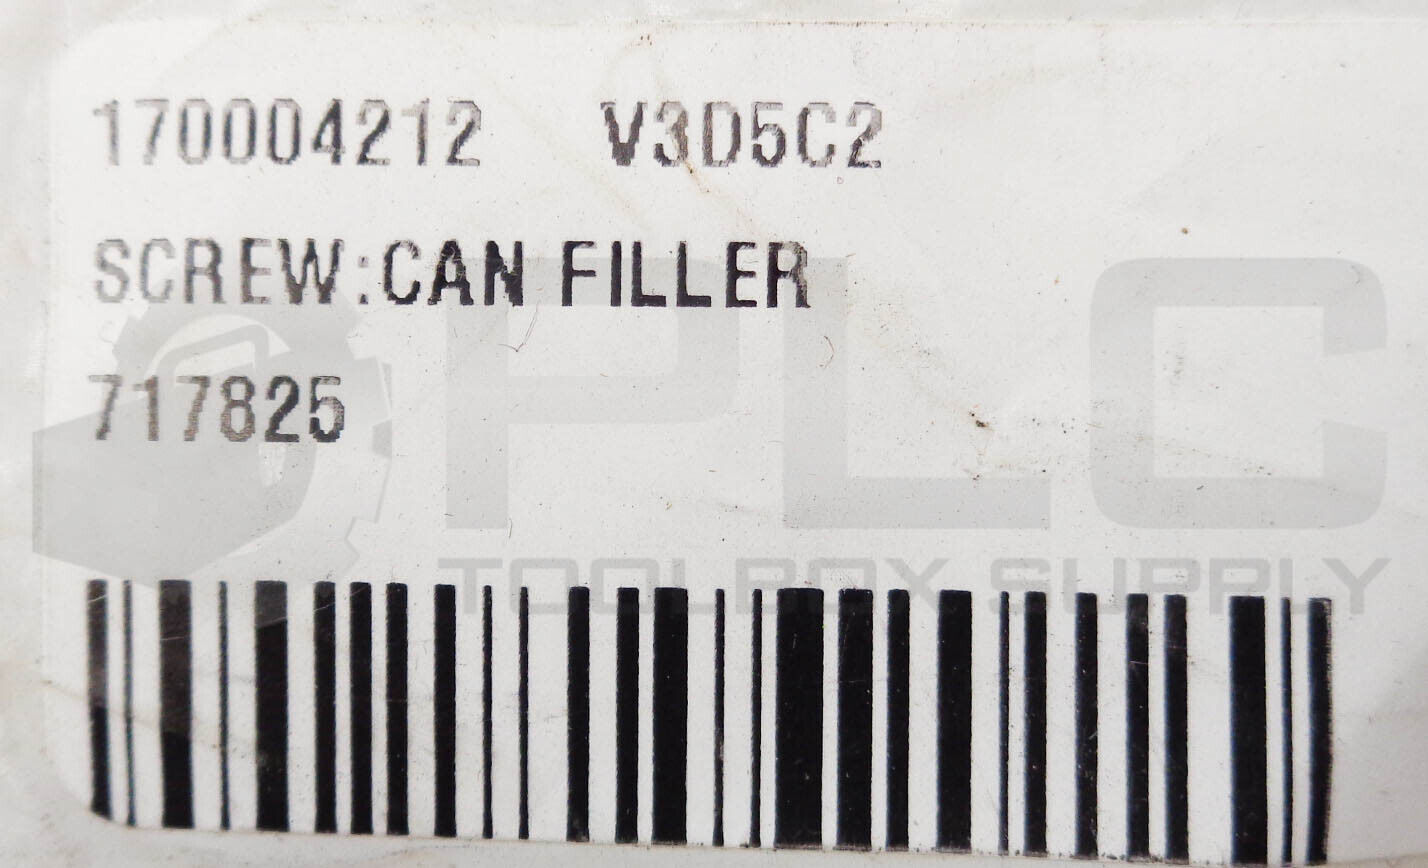 170004212 V3D5C2
SCREW:CAN FILLER
717825
PLC
TOOLBOX SUPPLY